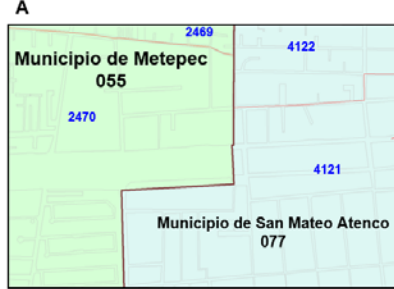 A
2469
4122
Municipio de Metepec
055
2470
4121
Municipio de San Mateo Atenco
077